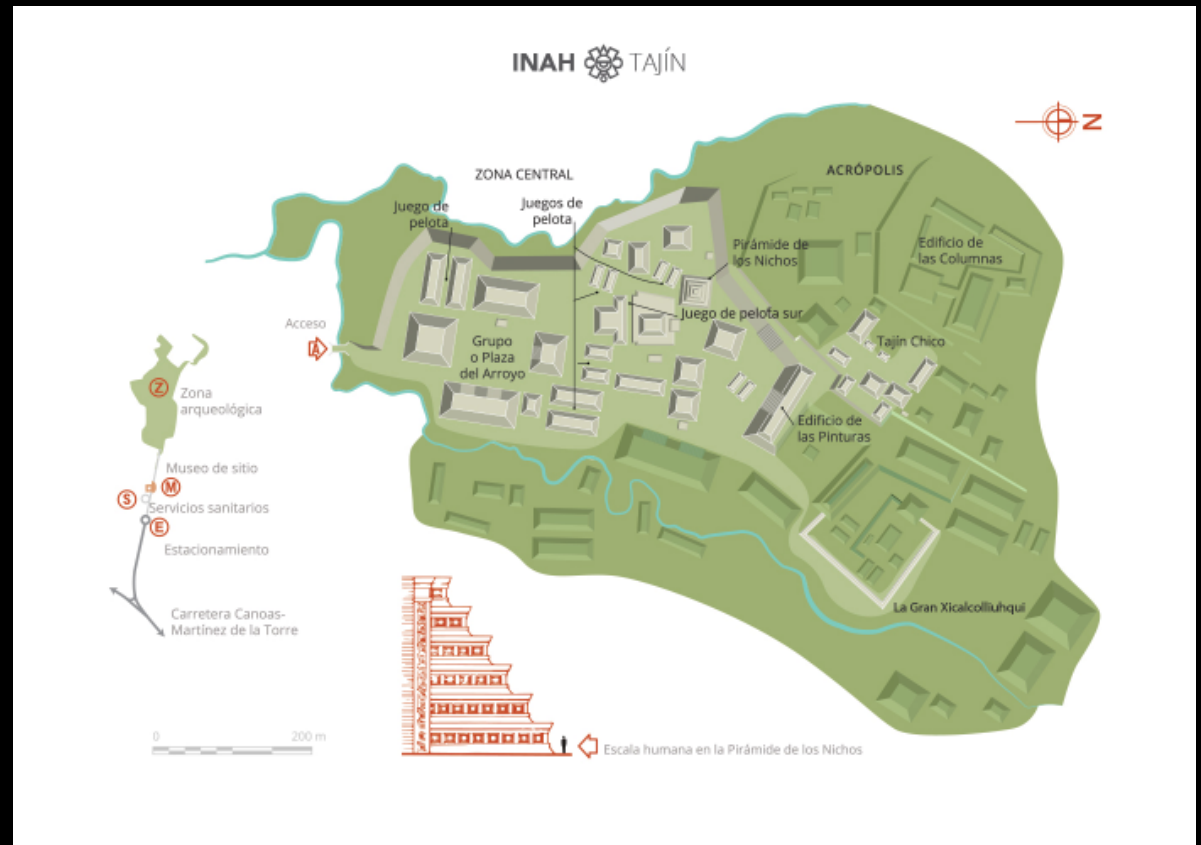 INAH TAJÍN
N
ZONA CENTRAL
ACRÓPOLIS
Juego de
pelota
Juegos de
pelota
Pirámide de
los Nichos
Edificio de
las Columnas
Juego de pelota sur
Acceso
A
Grupo
o Plaza
del Arroyo
Tajín Chico
Z
Zona
arqueológica
Edificio de
las Pinturas
Museo de sitio
M
S
Servicios sanitarios
E
Estacionamiento
La Gran Xicalcolliuhqui
Carretera Canoas-
Martínez de la Torre
0 200 m
Escala humana en la Pirámide de los Nichos